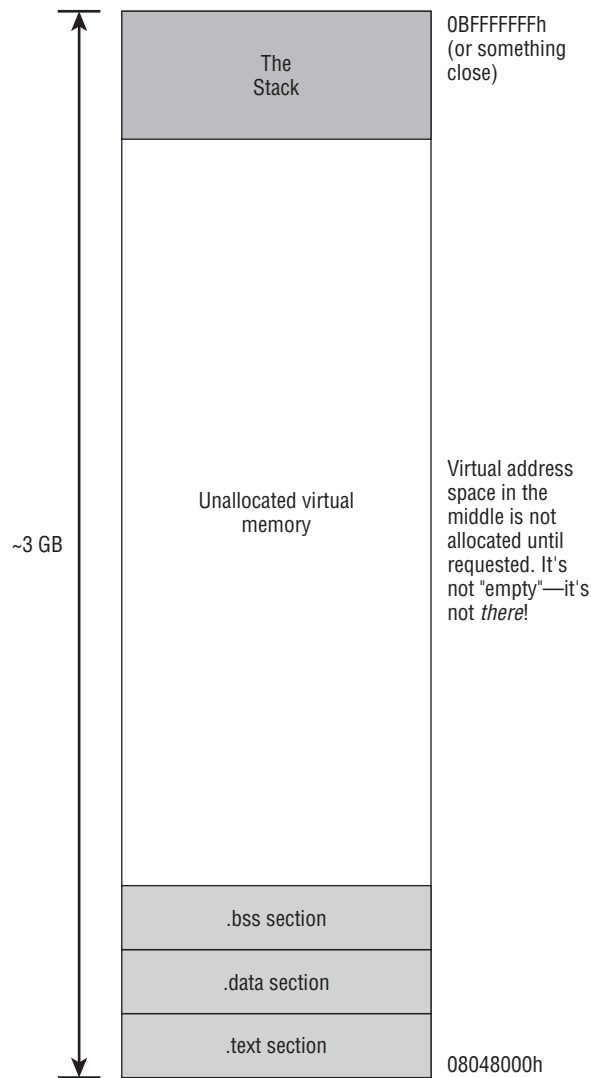 The
Stack
0BFFFFFFFh
(or something
close)
~3 GB
Unallocated virtual
memory
Virtual address
space in the
middle is not
allocated until
requested. It's
not "empty"—it's
not there!
.bss section
.data section
.text section
08048000h